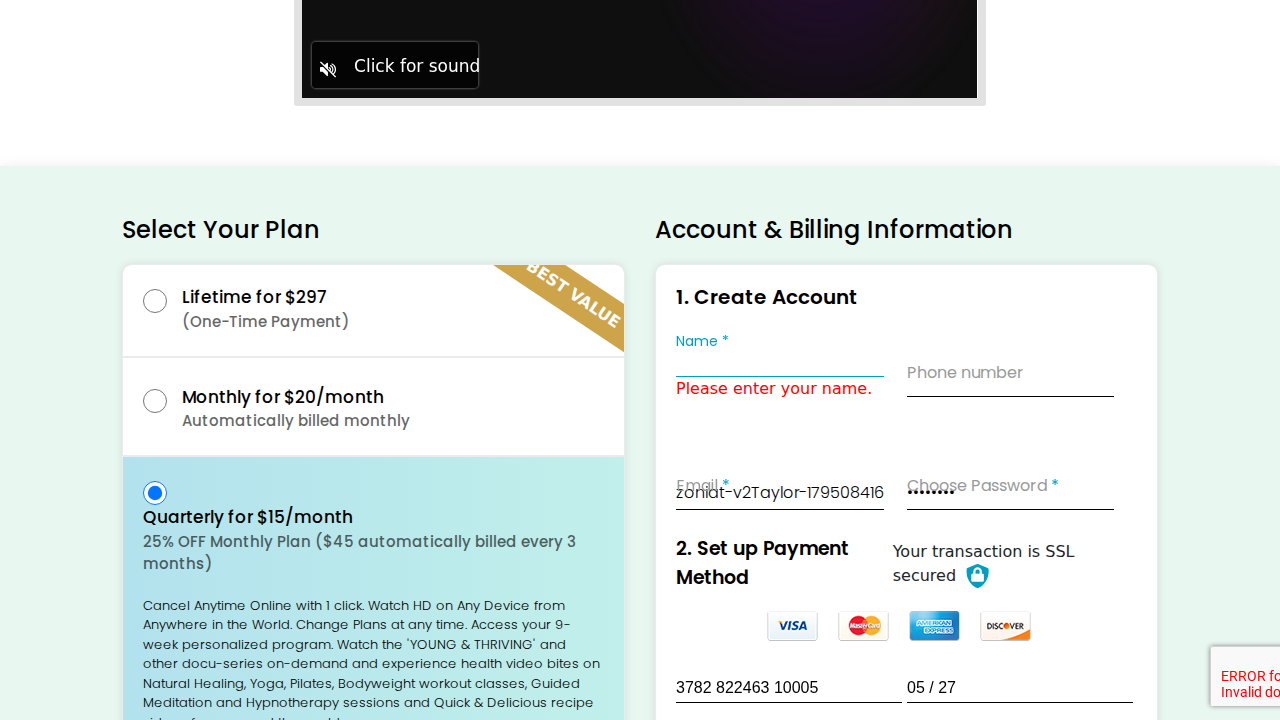 Click for sound
Select Your Plan
Account & Billing Information
BEST VALUE
Lifetime for $297
(One-Time Payment)
Monthly for $20/month
Automatically billed monthly
Quarterly for $15/month
25% OFF Monthly Plan ($45 automatically billed every 3
months)
Cancel Anytime Online with 1 click. Watch HD on Any Device from
Anywhere in the World. Change Plans at any time. Access your 9-
week personalized program. Watch the 'YOUNG & THRIVING' and
other docu-series on-demand and experience health video bites on
Natural Healing, Yoga, Pilates, Bodyweight workout classes, Guided
Meditation and Hypnotherapy sessions and Quick & Delicious recipe
1. Create Account
Name *
Please enter your name.
Phone number
Email *
zoniat-v2Taylor-179508416
Choose Password *
••••••••
2. Set up Payment
Method
Your transaction is SSL
secured
VISA
MasterCard
AMERICAN EXPRESS
DISCOVER
3782 822463 10005
05 / 27
ERROR fo
Invalid do